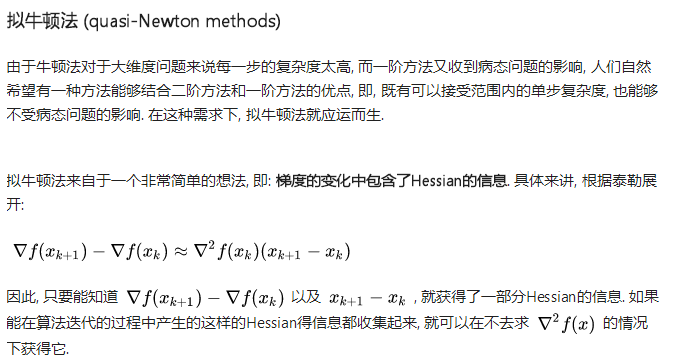 拟牛顿法 (quasi-Newton methods)
由于牛顿法对于大维度问题来说每一步的复杂度太高, 而一阶方法又收到病态问题的影响, 人们自然
希望有一种方法能够结合二阶方法和一阶方法的优点, 即, 既有可以接受范围内的单步复杂度, 也能够
不受病态问题的影响. 在这种需求下, 拟牛顿法就应运而生.
拟牛顿法来自于一个非常简单的想法, 即: 梯度的变化中包含了Hessian的信息. 具体来讲, 根据泰勒展
开:
∇f(x_{k+1}) − ∇f(x_k) ≈ ∇²f(x_k)(x_{k+1} − x_k)
因此, 只要能知道 ∇f(x_{k+1}) − ∇f(x_k) 以及 x_{k+1} − x_k , 就获得了一部分Hessian的信息. 如果
能在算法迭代的过程中产生的这样的Hessian得信息都收集起来, 就可以在不去求 ∇²f(x) 的情况
下获得它.